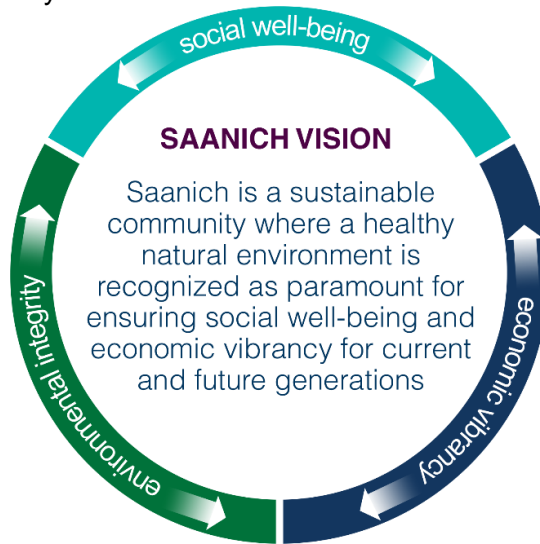 social well-being
SAANICH VISION
Saanich is a sustainable
community where a healthy
natural environment is
recognized as paramount for
ensuring social well-being and
economic vibrancy for current
and future generations
environmental integrity
economic vibrancy